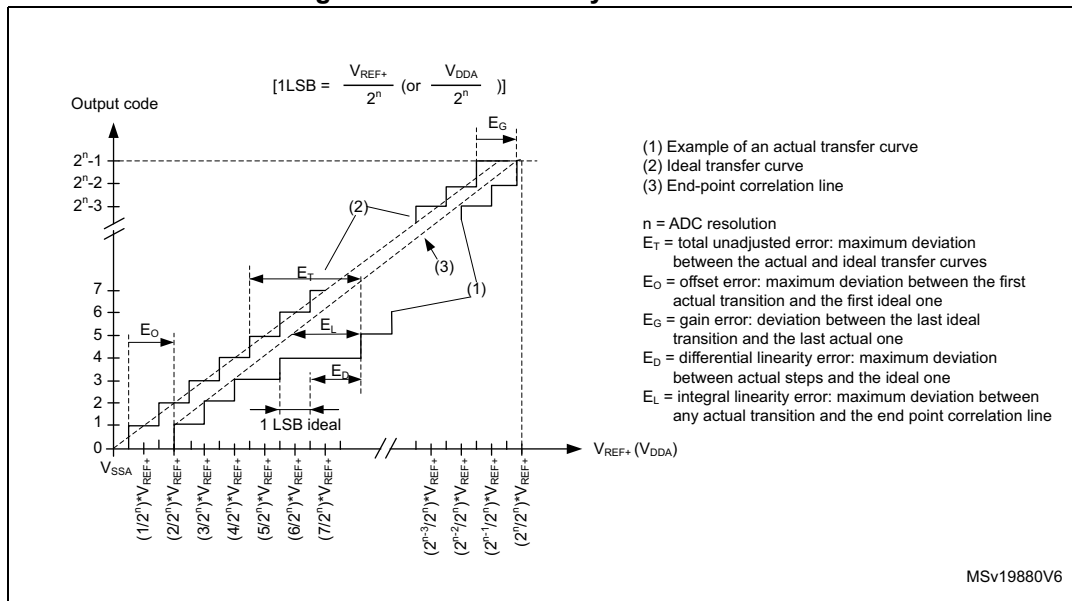 [1LSB = V_REF+ / 2^n (or V_DDA / 2^n )]
Output code
E_G
2^n-1
2^n-2
2^n-3
7
6
5
4
3
2
1
0
(2)
(3)
(1)
E_T
E_O
E_L
E_D
1 LSB ideal
V_SSA
(1/2^n)*V_REF+
(2/2^n)*V_REF+
(3/2^n)*V_REF+
(4/2^n)*V_REF+
(5/2^n)*V_REF+
(6/2^n)*V_REF+
(7/2^n)*V_REF+
(2^n-3/2^n)*V_REF+
(2^n-2/2^n)*V_REF+
(2^n-1/2^n)*V_REF+
(2^n/2^n)*V_REF+
V_REF+ (V_DDA)
(1) Example of an actual transfer curve
(2) Ideal transfer curve
(3) End-point correlation line
n = ADC resolution
E_T = total unadjusted error: maximum deviation
between the actual and ideal transfer curves
E_O = offset error: maximum deviation between the first
actual transition and the first ideal one
E_G = gain error: deviation between the last ideal
transition and the last actual one
E_D = differential linearity error: maximum deviation
between actual steps and the ideal one
E_L = integral linearity error: maximum deviation between
any actual transition and the end point correlation line
MSv19880V6